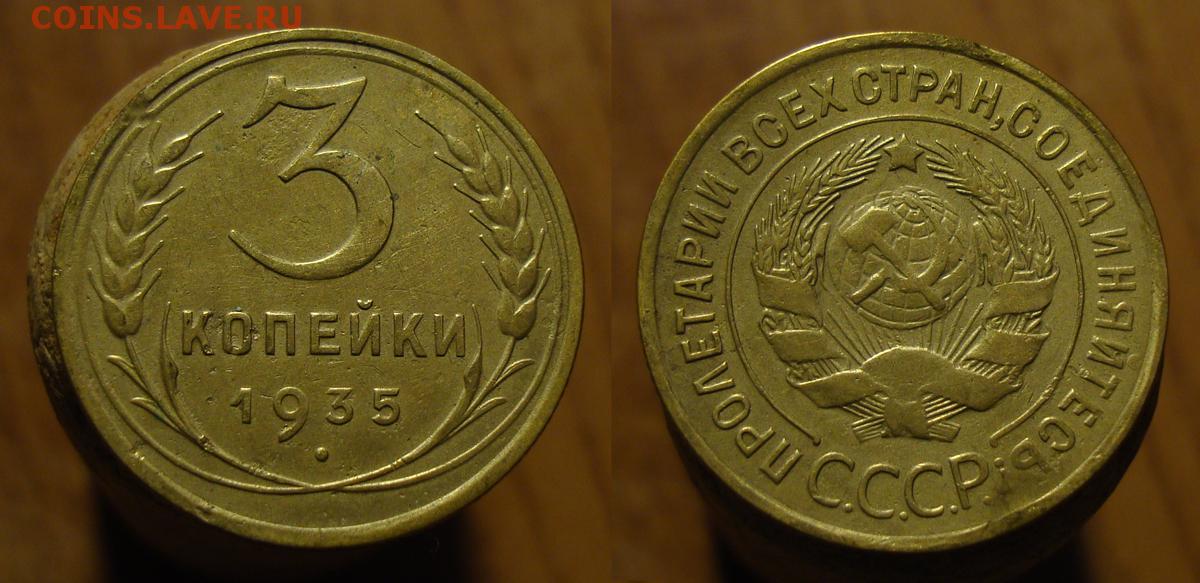 COINS.LAVE.RU
3
КОПЕЙКИ
1935
ПРОЛЕТАРИИ ВСЕХ СТРАН, СОЕДИНЯЙТЕСЬ!
С.С.С.Р.